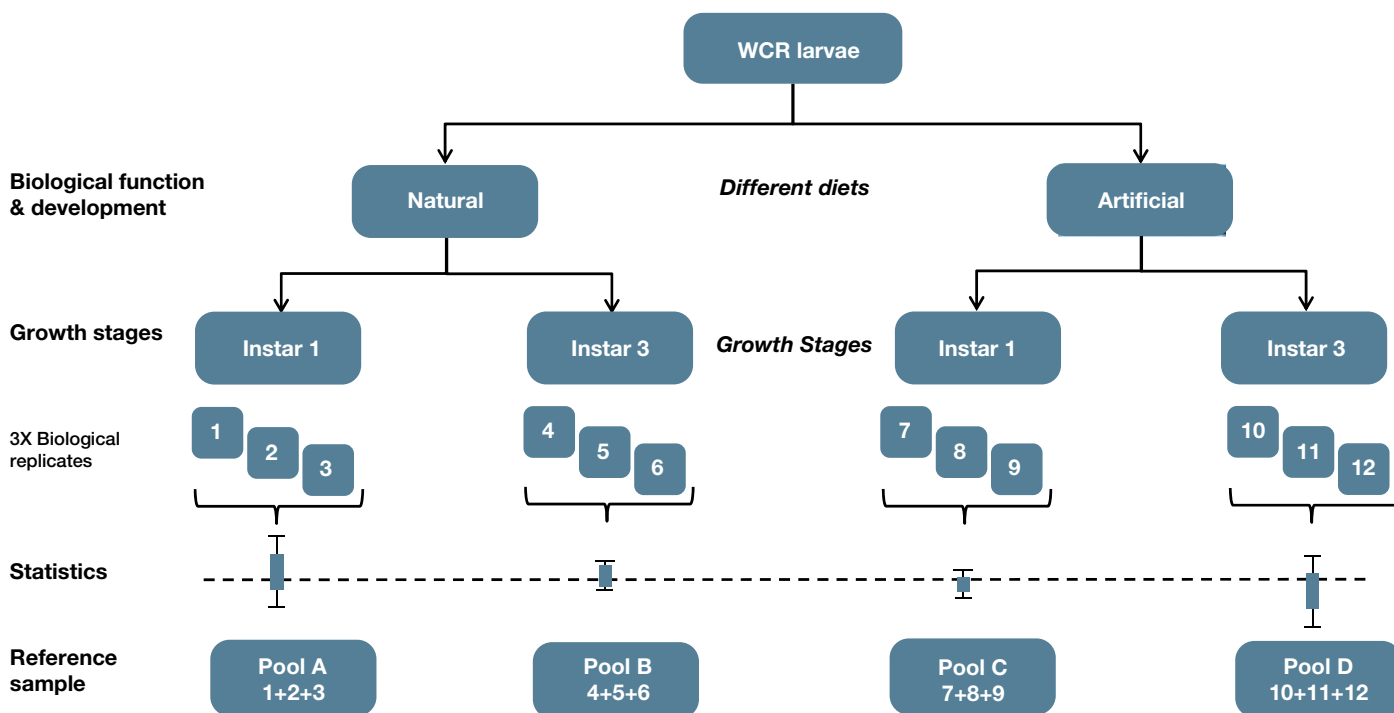 WCR larvae
Biological function
& development
Natural
Different diets
Artificial
Growth stages
Instar 1
Instar 3
Growth Stages
Instar 1
Instar 3
3X Biological
replicates
1
2
3
4
5
6
7
8
9
10
11
12
Statistics
Reference
sample
Pool A
1+2+3
Pool B
4+5+6
Pool C
7+8+9
Pool D
10+11+12